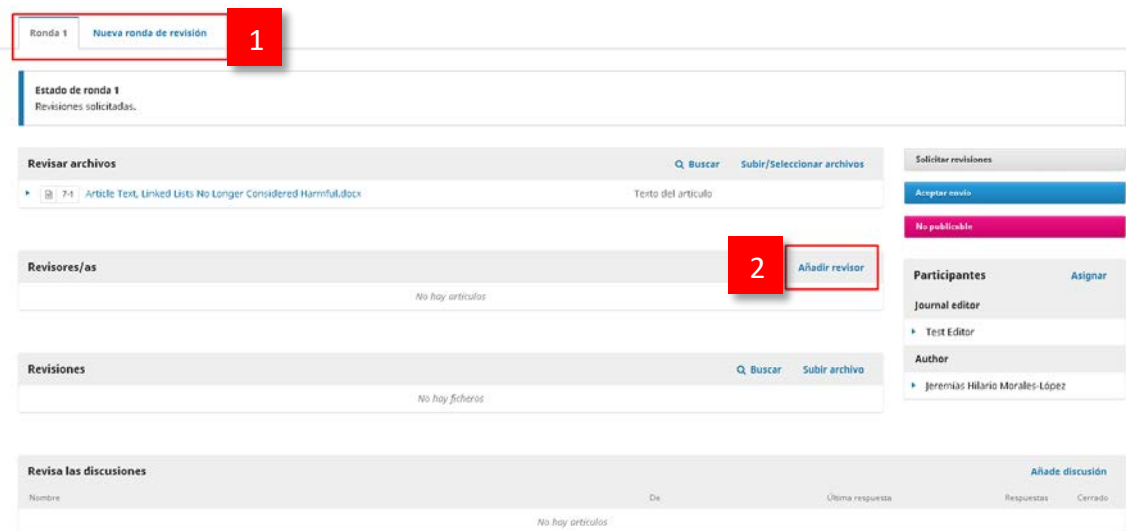 Ronda 1 Nueva ronda de revisión 1
Estado de ronda 1
Revisiones solicitadas.
Revisar archivos Buscar Subir/Seleccionar archivos
7-1 Article Text, Linked Lists No Longer Considered Harmful.docx Texto del artículo
Revisores/as 2 Añadir revisor
No hay artículos
Revisiones Buscar Subir archivo
No hay ficheros
Solicitar revisiones
Aceptar envío
No publicable
Participantes Asignar
Journal editor
Test Editor
Author
Jeremias Hilario Morales-López
Revisa las discusiones Añade discusión
Nombre De Última respuesta Respuestas Cerrado
No hay artículos